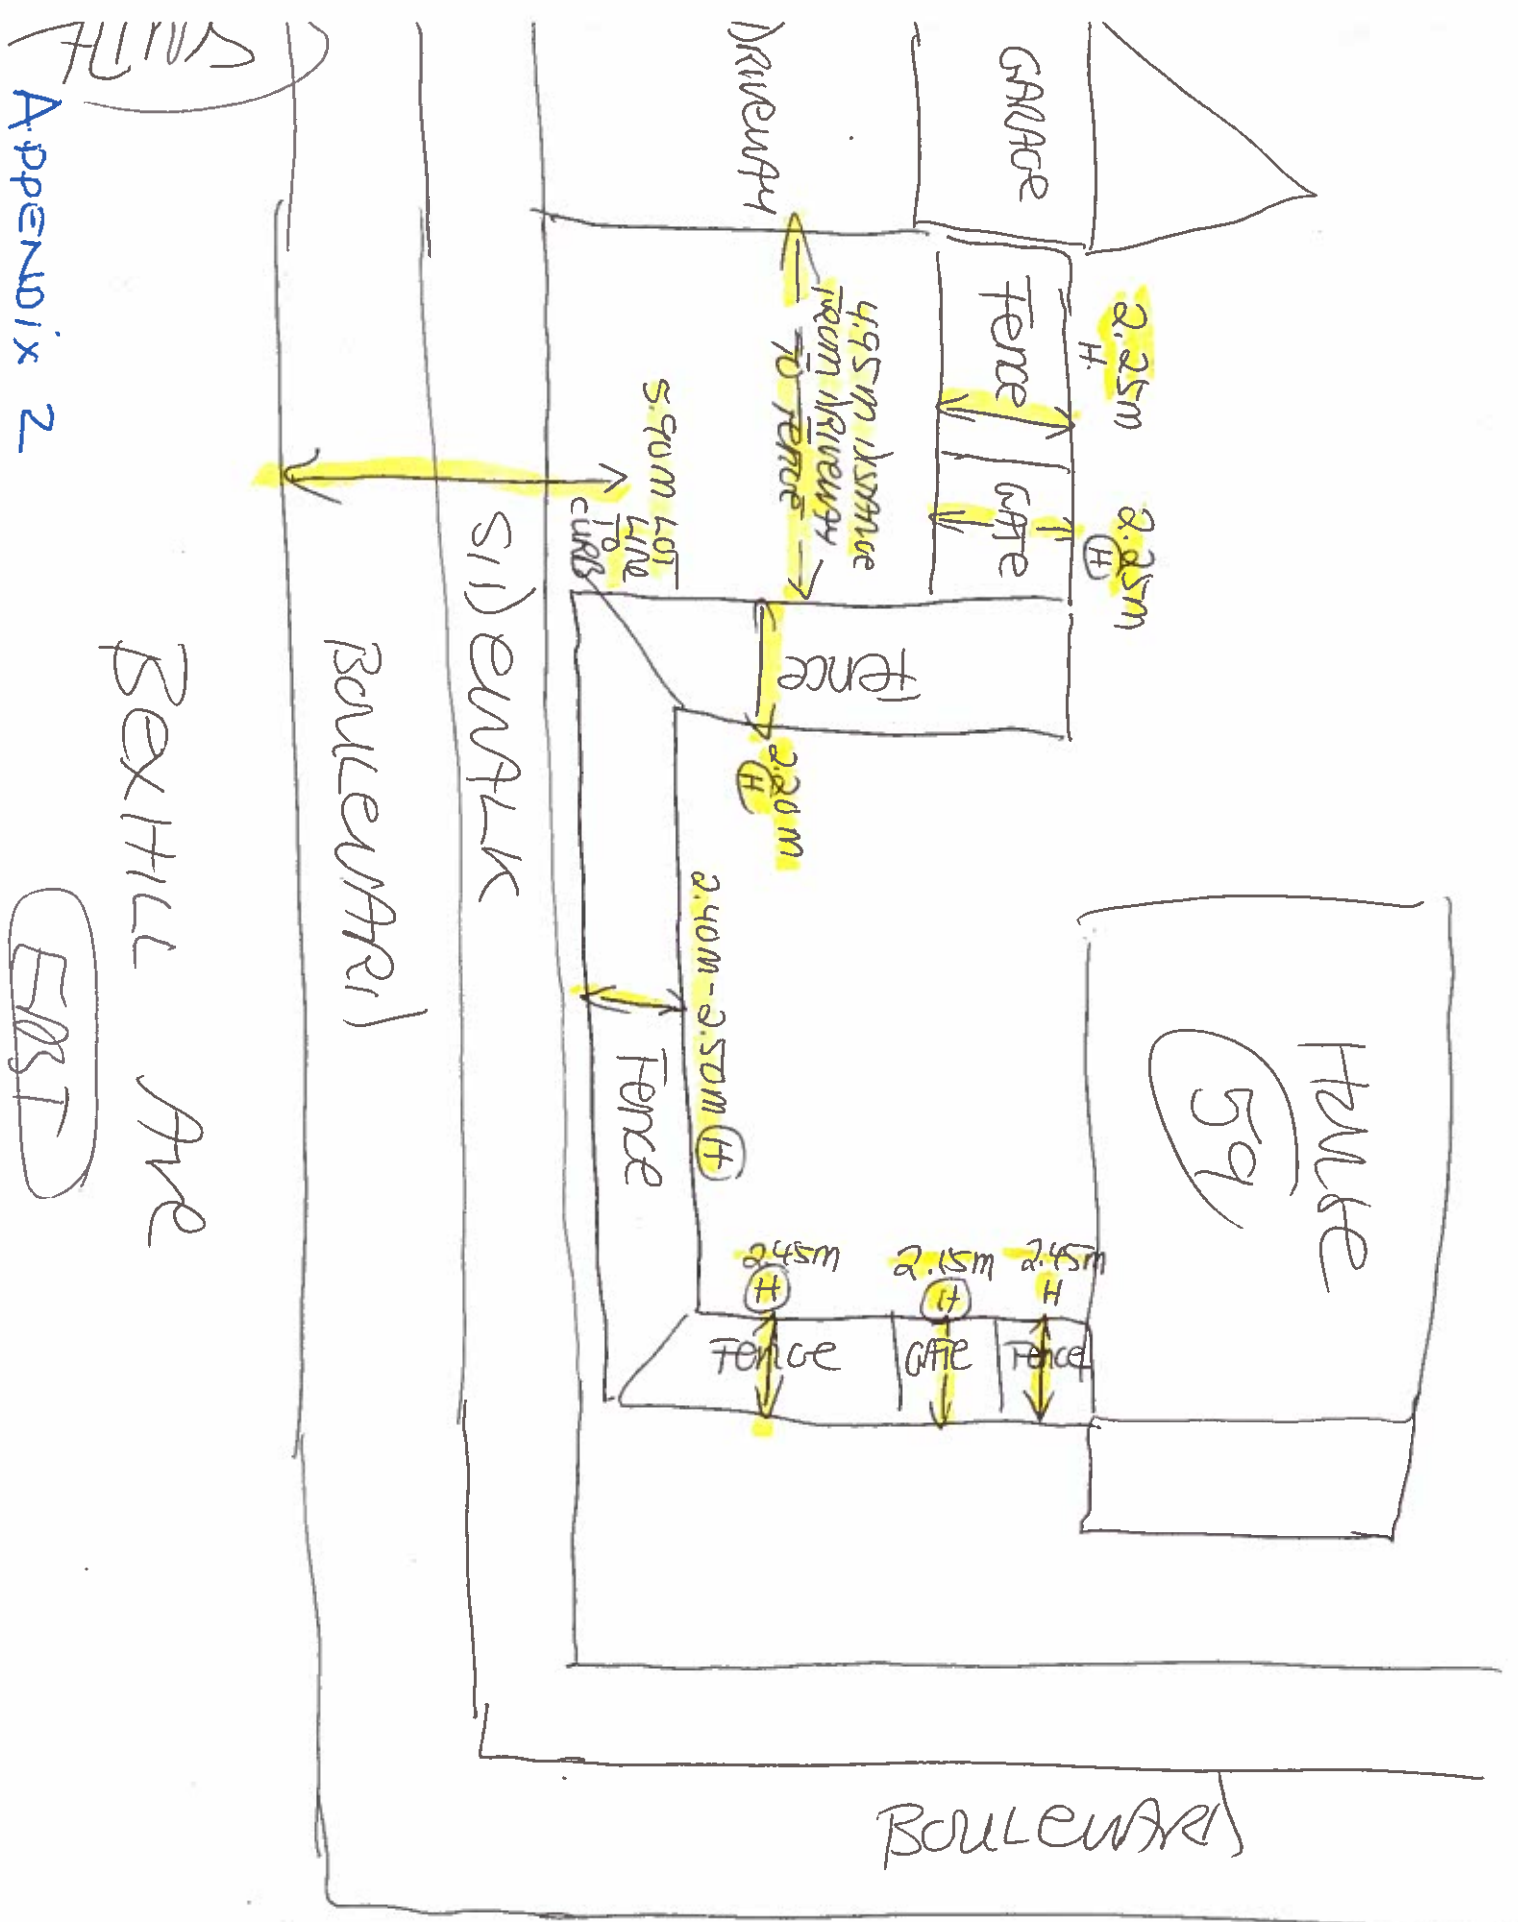 SOUTH
APPENDIX 2
GARAGE
DRIVEWAY
Fence
2.25m
H.
GATE
2.25m
H
4.95m DISTANCE
FROM DRIVEWAY
TO Fence
5.90m LOT
LINE
TO
CURB
Fence
2.20m
H
SIDEWALK
BOULEVARD
BEXHILL AVE
EAST
2.40m-2.50m H
Fence
House
59
2.45m
H
2.15m
H
2.45m
H
Fence
GATE
Fence
BOULEVARD